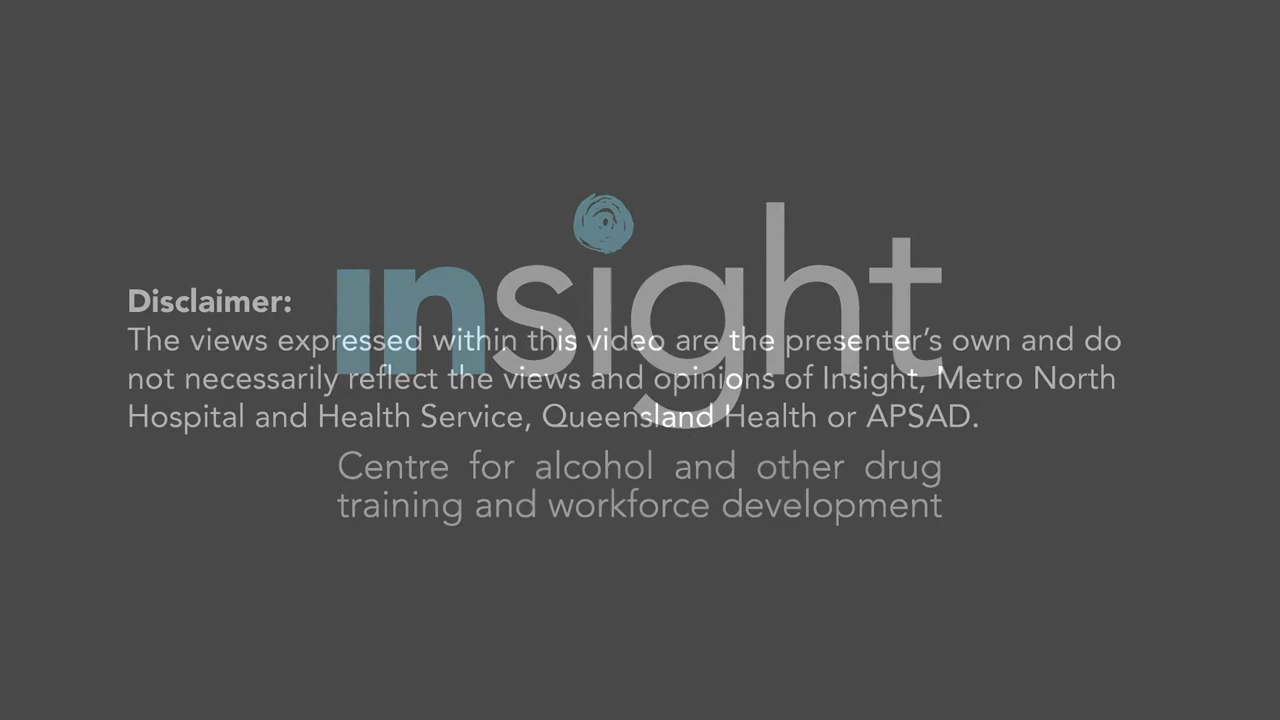 insight
Disclaimer:
The views expressed within this video are the presenter's own and do
not necessarily reflect the views and opinions of Insight, Metro North
Hospital and Health Service, Queensland Health or APSAD.
Centre for alcohol and other drug
training and workforce development